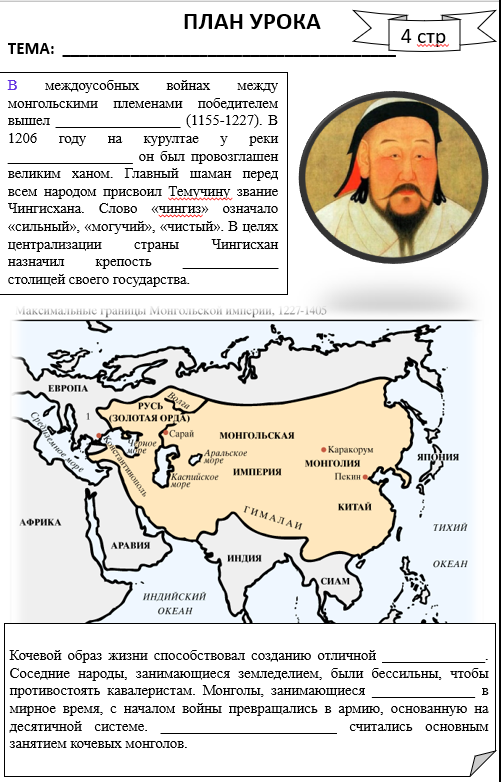 ПЛАН УРОКА
4 стр
ТЕМА: ___________________________________
В междоусобных войнах между
монгольскими племенами победителем
вышел _________________ (1155-1227). В
1206 году на курултае у реки
_________________ он был провозглашен
великим ханом. Главный шаман перед
всем народом присвоил Темучину звание
Чингисхана. Слово «чингиз» означало
«сильный», «могучий», «чистый». В целях
централизации страны Чингисхан
назначил крепость _____________
столицей своего государства.
Максимальные границы Монгольской империи, 1227-1405
ЕВРОПА
Волга
РУСЬ
(ЗОЛОТАЯ ОРДА)
1
Сарай
Средиземное море
Черное
море
Константинополь
Аральское
море
Каспийское
море
МОНГОЛЬСКАЯ
ИМПЕРИЯ
Каракорум
МОНГОЛИЯ
Пекин
ЯПОНИЯ
КИТАЙ
ГИМАЛАИ
АФРИКА
АРАВИЯ
ИНДИЯ
СИАМ
ТИХИЙ
ОКЕАН
ИНДИЙСКИЙ
ОКЕАН
Кочевой образ жизни способствовал созданию отличной ______________.
Соседние народы, занимающиеся земледелием, были бессильны, чтобы
противостоять кавалеристам. Монголы, занимающиеся ______________ в
мирное время, с началом войны превращались в армию, основанную на
десятичной системе. ________________________ считались основным
занятием кочевых монголов.